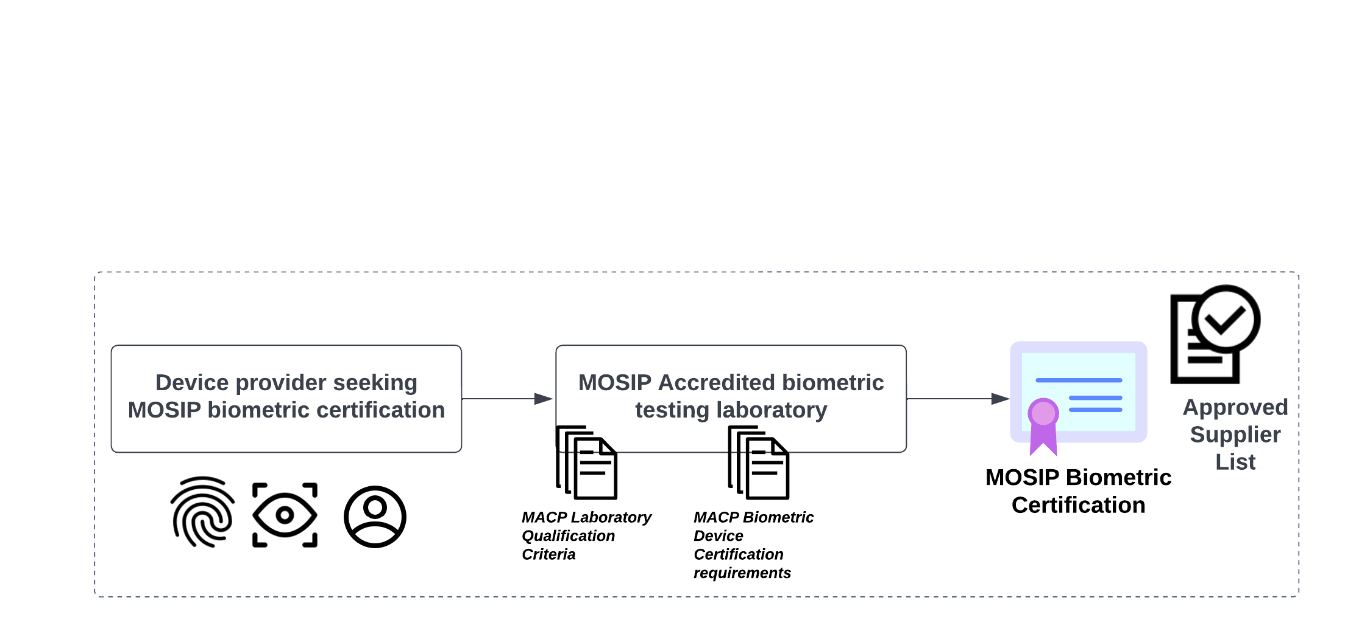 Device provider seeking
MOSIP biometric certification
MOSIP Accredited biometric
testing laboratory
MACP Laboratory
Qualification
Criteria
MACP Biometric
Device
Certification
requirements
MOSIP Biometric
Certification
Approved
Supplier
List